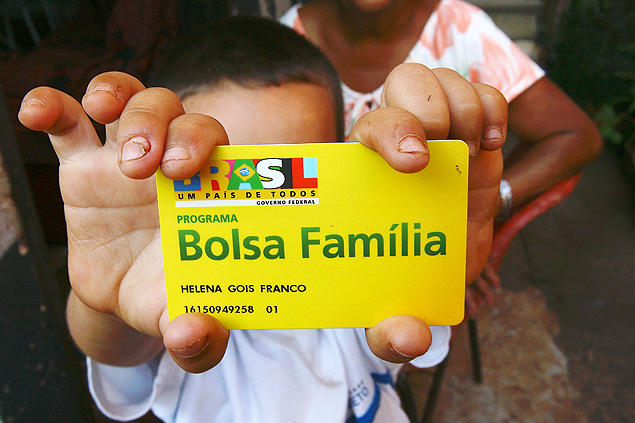 BRASIL
UM PAÍS DE TODOS
GOVERNO FEDERAL
PROGRAMA
Bolsa Família
HELENA GOIS FRANCO
16150949258 01